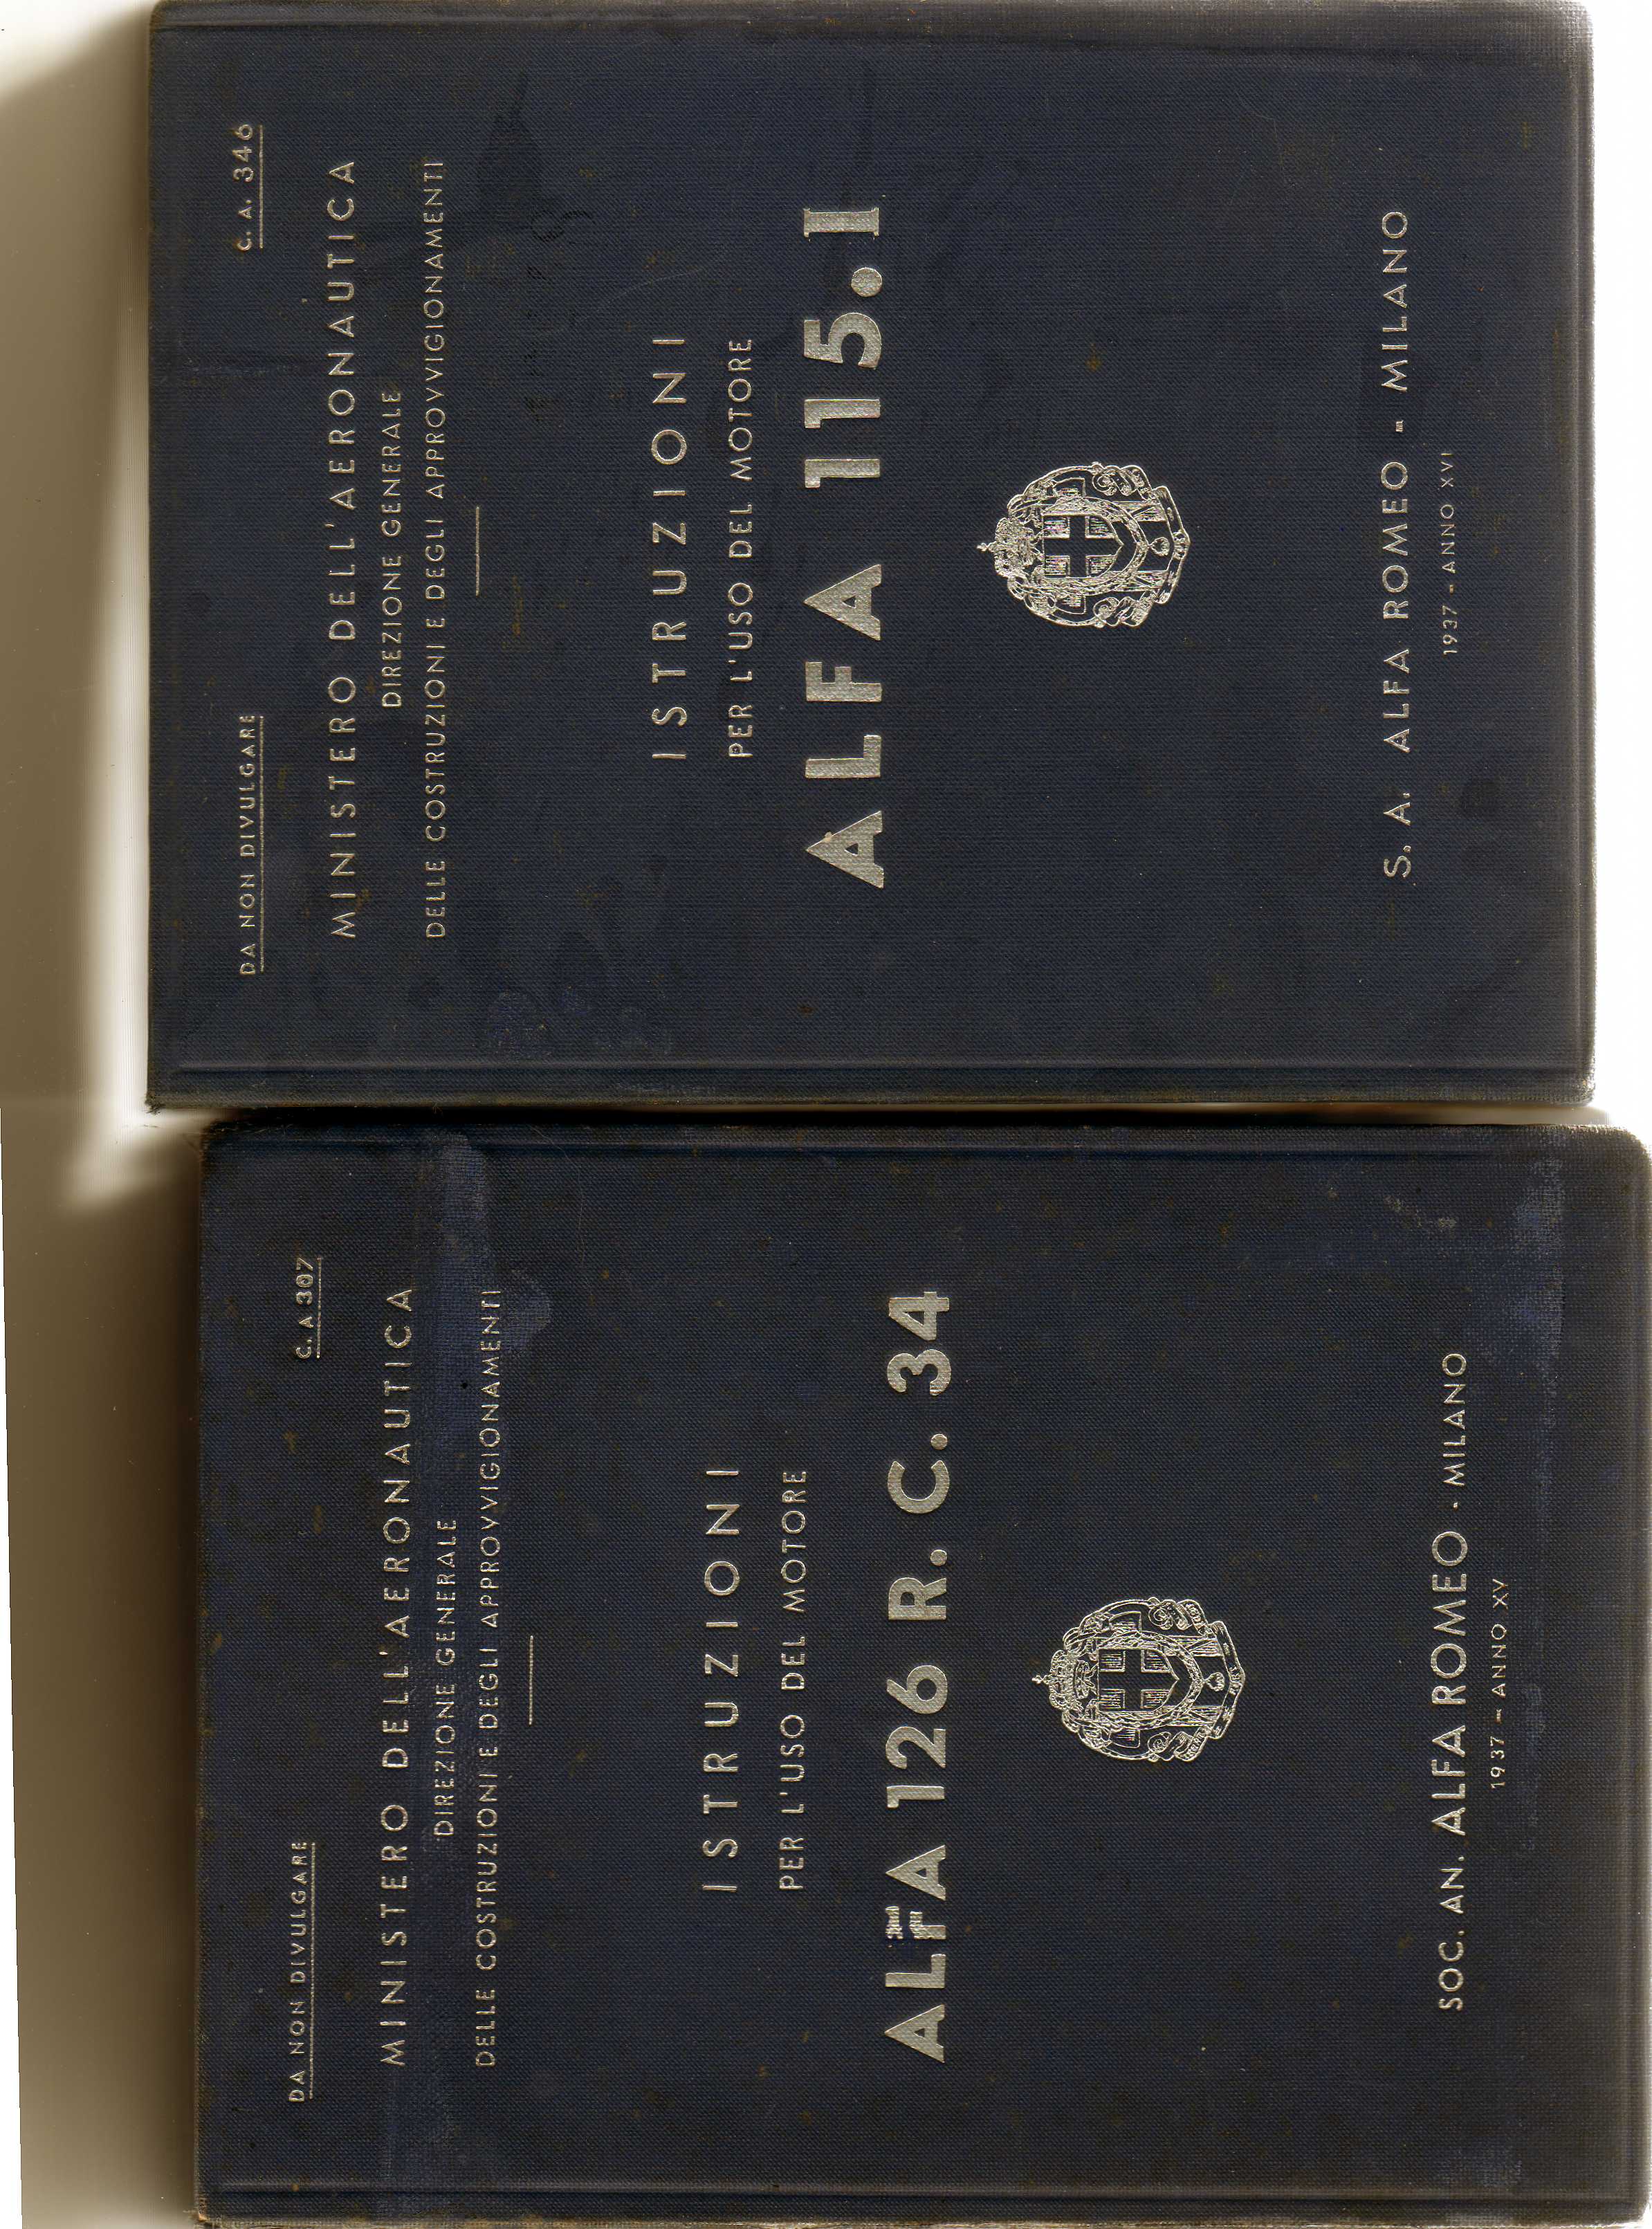 DA NON DIVULGARE
C. A 307
MINISTERO DELL'AERONAUTICA
DIREZIONE GENERALE
DELLE COSTRUZIONI E DEGLI APPROVVIGIONAMENTI
ISTRUZIONI
PER L'USO DEL MOTORE
ALFA 126 R. C. 34
SOC. AN. ALFA ROMEO - MILANO
1937 - ANNO XV
DA NON DIVULGARE
C. A. 346
MINISTERO DELL'AERONAUTICA
DIREZIONE GENERALE
DELLE COSTRUZIONI E DEGLI APPROVVIGIONAMENTI
ISTRUZIONI
PER L'USO DEL MOTORE
ALFA 115. I
S. A. ALFA ROMEO - MILANO
1937 - ANNO XVI